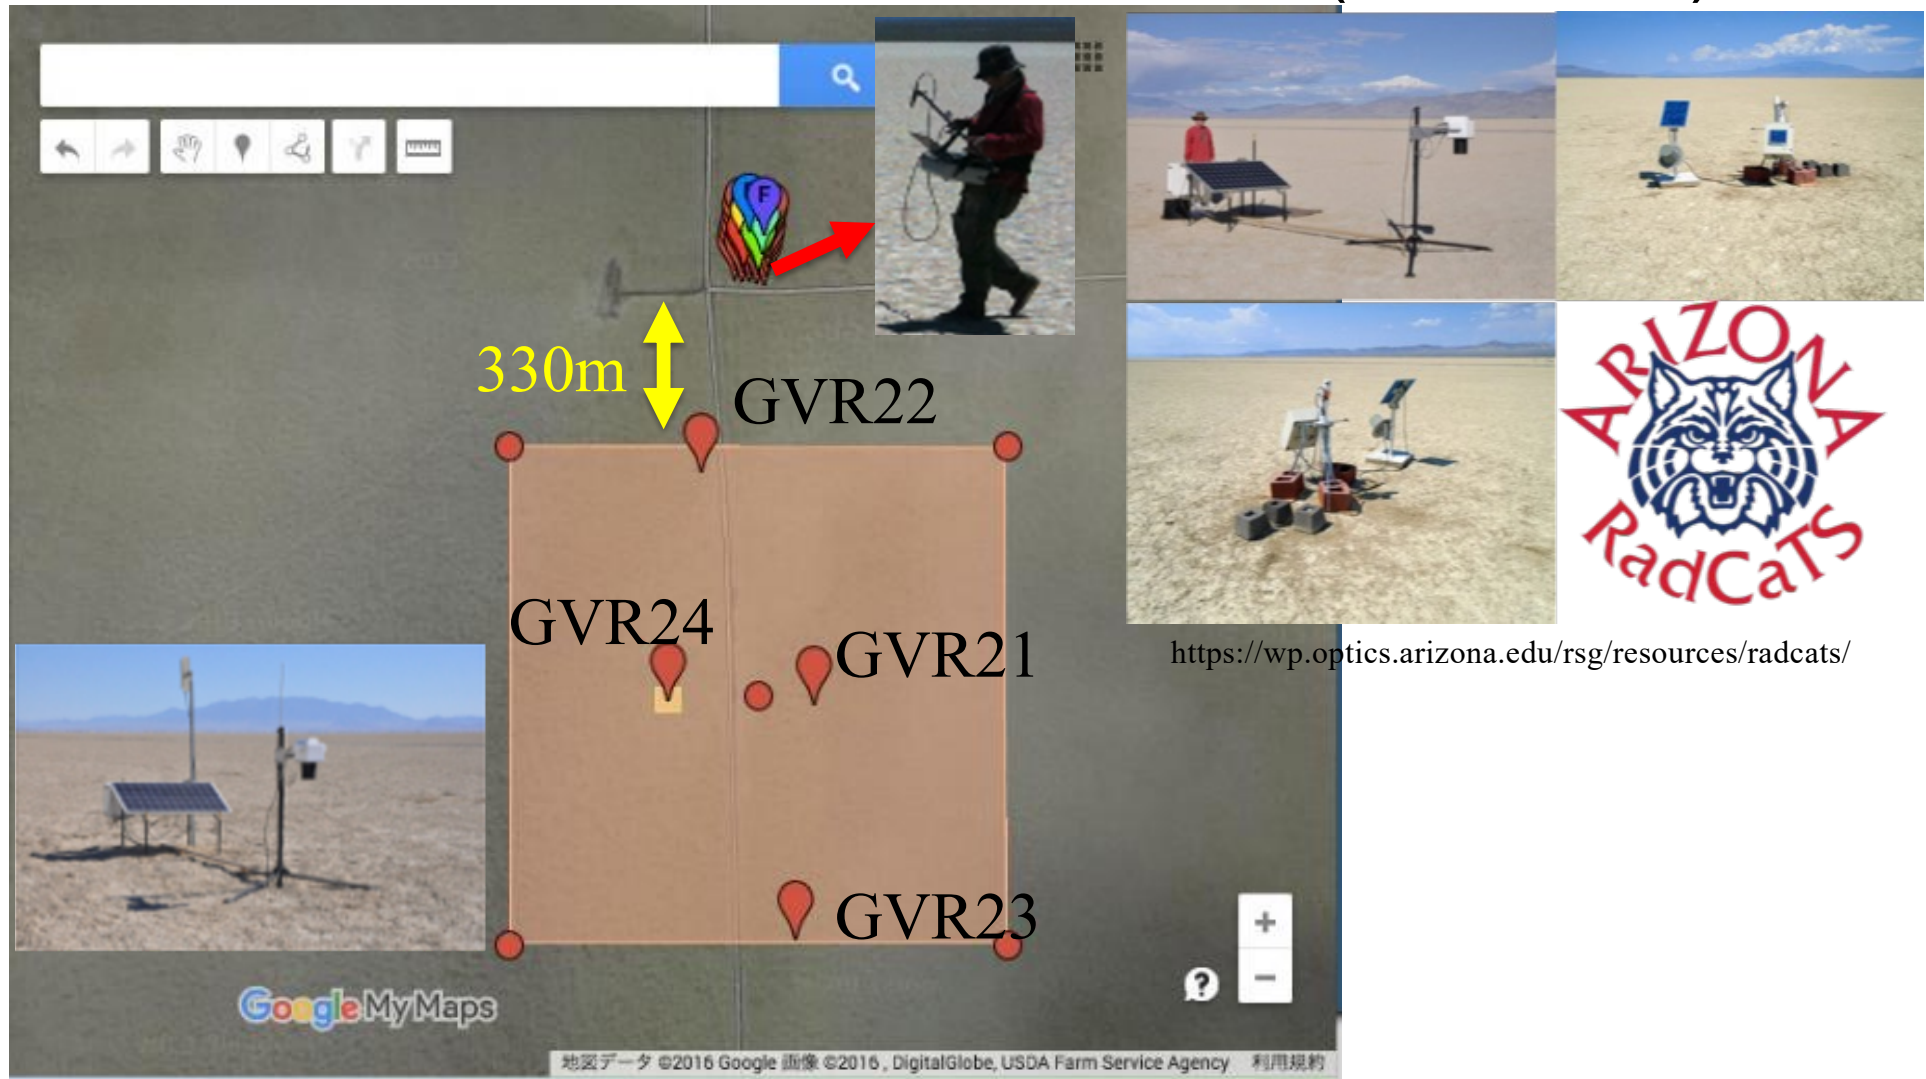 F
330m
GVR22
GVR24
GVR21
GVR23
ARIZONA
RadCaTS
https://wp.optics.arizona.edu/rsg/resources/radcats/
Google My Maps
地図データ ©2016 Google 画像 ©2016 , DigitalGlobe, USDA Farm Service Agency 利用規約